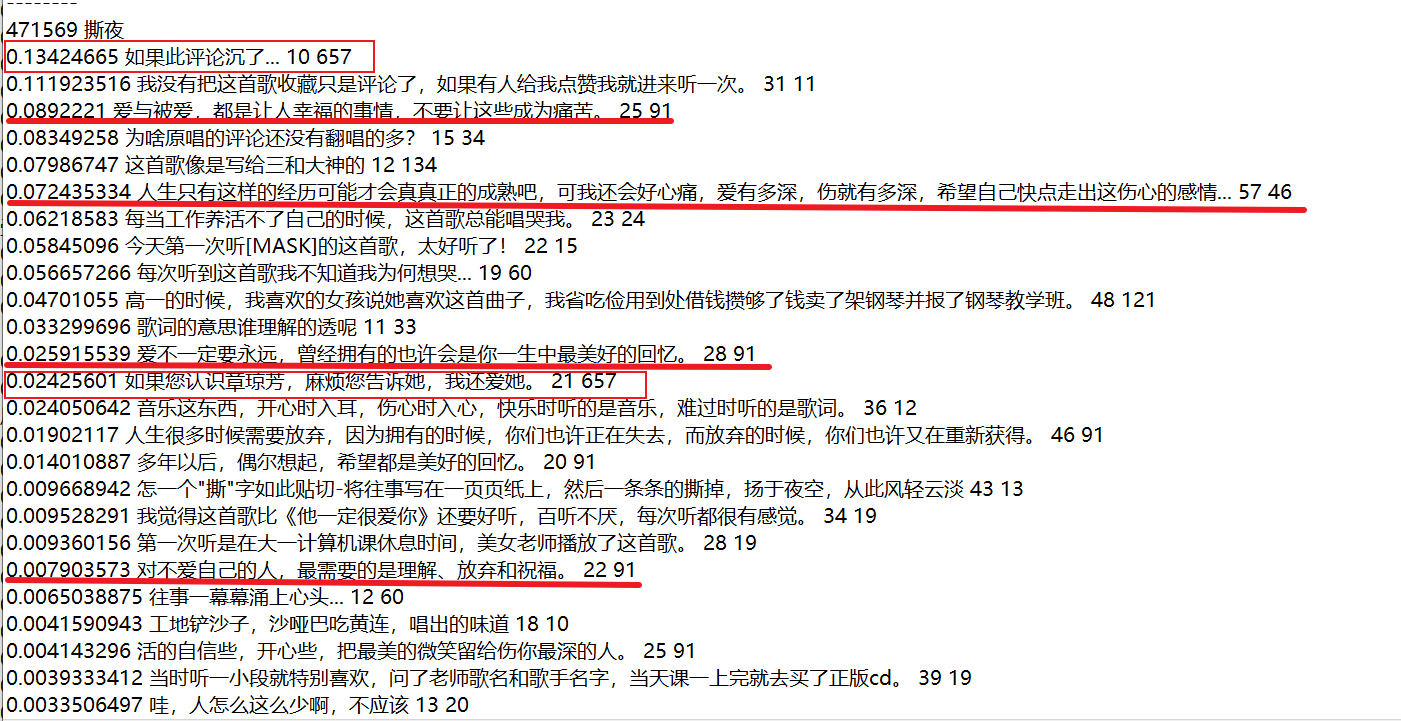 --------
471569 撕夜
0.13424665 如果此评论沉了... 10 657
0.111923516 我没有把这首歌收藏只是评论了，如果有人给我点赞我就进来听一次。 31 11
0.0892221 爱与被爱，都是让人幸福的事情，不要让这些成为痛苦。 25 91
0.08349258 为啥原唱的评论还没有翻唱的多？ 15 34
0.07986747 这首歌像是写给三和大神的 12 134
0.072435334 人生只有这样的经历可能才会真真正的成熟吧，可我还会好心痛，爱有多深，伤就有多深，希望自己快点走出这伤心的感情... 57 46
0.06218583 每当工作养活不了自己的时候，这首歌总能唱哭我。 23 24
0.05845096 今天第一次听[MASK]的这首歌，太好听了！ 22 15
0.056657266 每次听到这首歌我不知道我为何想哭... 19 60
0.04701055 高一的时候，我喜欢的女孩说她喜欢这首曲子，我省吃俭用到处借钱攒够了钱卖了架钢琴并报了钢琴教学班。 48 121
0.033299696 歌词的意思谁理解的透呢 11 33
0.025915539 爱不一定要永远，曾经拥有的也许会是你一生中最美好的回忆。 28 91
0.02425601 如果您认识章琼芳，麻烦您告诉她，我还爱她。 21 657
0.024050642 音乐这东西，开心时入耳，伤心时入心，快乐时听的是音乐，难过时听的是歌词。 36 12
0.01902117 人生很多时候需要放弃，因为拥有的时候，你们也许正在失去，而放弃的时候，你们也许又在重新获得。 46 91
0.014010887 多年以后，偶尔想起，希望都是美好的回忆。 20 91
0.009668942 怎一个"撕"字如此贴切-将往事写在一页页纸上，然后一条条的撕掉，扬于夜空，从此风轻云淡 43 13
0.009528291 我觉得这首歌比《他一定很爱你》还要好听，百听不厌，每次听都很有感觉。 34 19
0.009360156 第一次听是在大一计算机课休息时间，美女老师播放了这首歌。 28 19
0.007903573 对不爱自己的人，最需要的是理解、放弃和祝福。 22 91
0.0065038875 往事一幕幕涌上心头... 12 60
0.0041590943 工地铲沙子，沙哑巴吃黄连，唱出的味道 18 10
0.004143296 活的自信些，开心些，把最美的微笑留给伤你最深的人。 25 91
0.0039333412 当时听一小段就特别喜欢，问了老师歌名和歌手名字，当天课一上完就去买了正版cd。 39 19
0.0033506497 哇，人怎么这么少啊，不应该 13 20